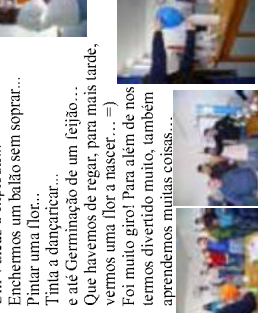 Enchermos um balão sem soprar...
Pintar uma flor...
Tinta a dançaricar...
e até Germinação de um feijão...
Que havemos de regar, para mais tarde,
vermos uma flor a nascer... =)
Foi muito giro! Para além de nos
termos divertido muito, também
aprendemos muitas coisas...